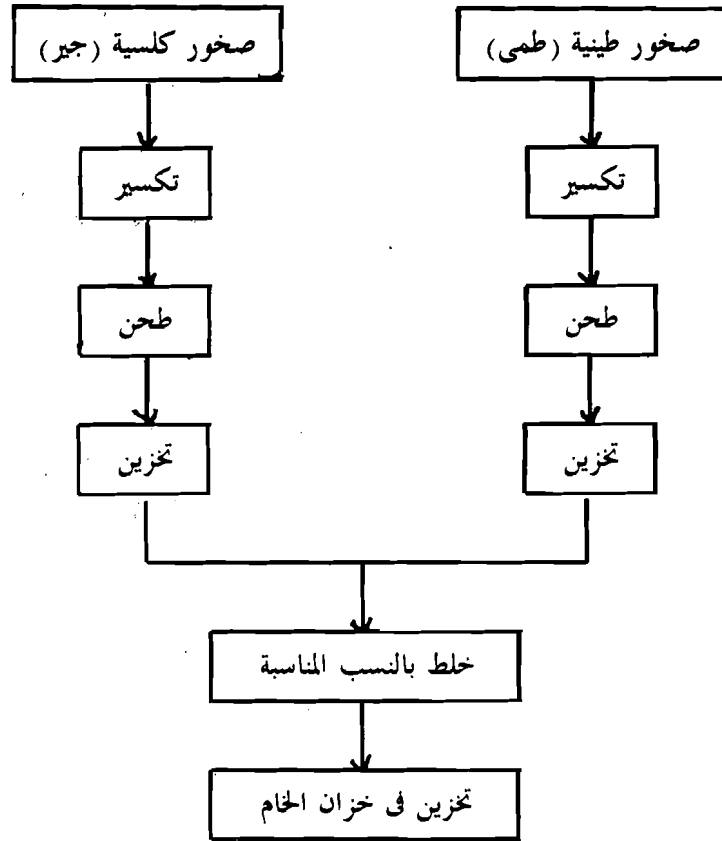 صخور طينية (طمى)
صخور كلسية (جير)
تكسير
تكسير
طحن
طحن
تخزين
تخزين
خلط بالنسب المناسبة
تخزين فى خزان الخام